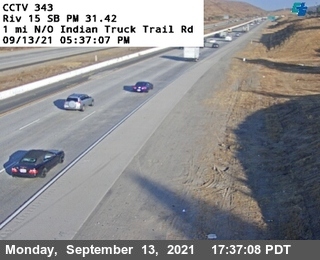 CCTV 343
Riv 15 SB PM 31.42
1 mi N/O Indian Truck Trail Rd
09/13/21 05:37:07 PM
Monday, September 13, 2021 17:37:08 PDT